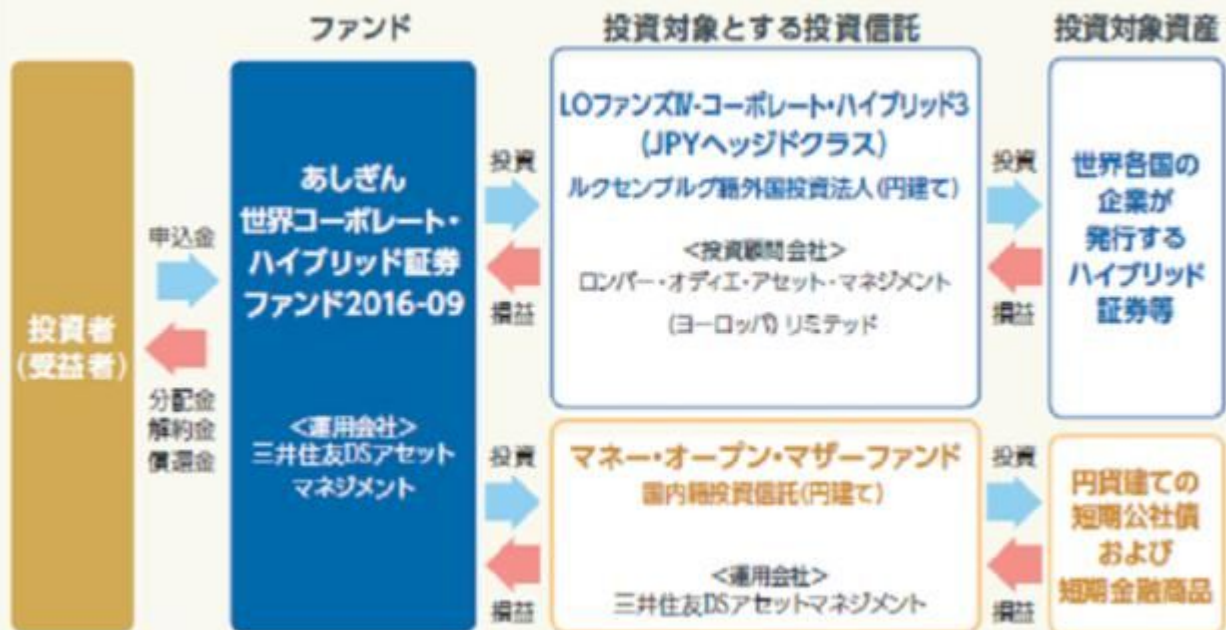 ファンド
投資対象とする投資信託
投資対象資産
投資者
(受益者)
申込金
分配金
解約金
償還金
あしぎん
世界コーポレート・
ハイブリッド証券
ファンド2016-09
<運用会社>
三井住友DSアセット
マネジメント
投資
損益
LOファンズⅣ-コーポレート・ハイブリッド3
(JPYヘッジドクラス)
ルクセンブルグ籍外国投資法人(円建て)
<投資顧問会社>
ロンバー・オディエ・アセット・マネジメント
(ヨーロッパ) リミテッド
投資
損益
世界各国の
企業が
発行する
ハイブリッド
証券等
投資
損益
マネー・オープン・マザーファンド
国内籍投資信託(円建て)
<運用会社>
三井住友DSアセットマネジメント
投資
損益
円貨建ての
短期公社債
および
短期金融商品